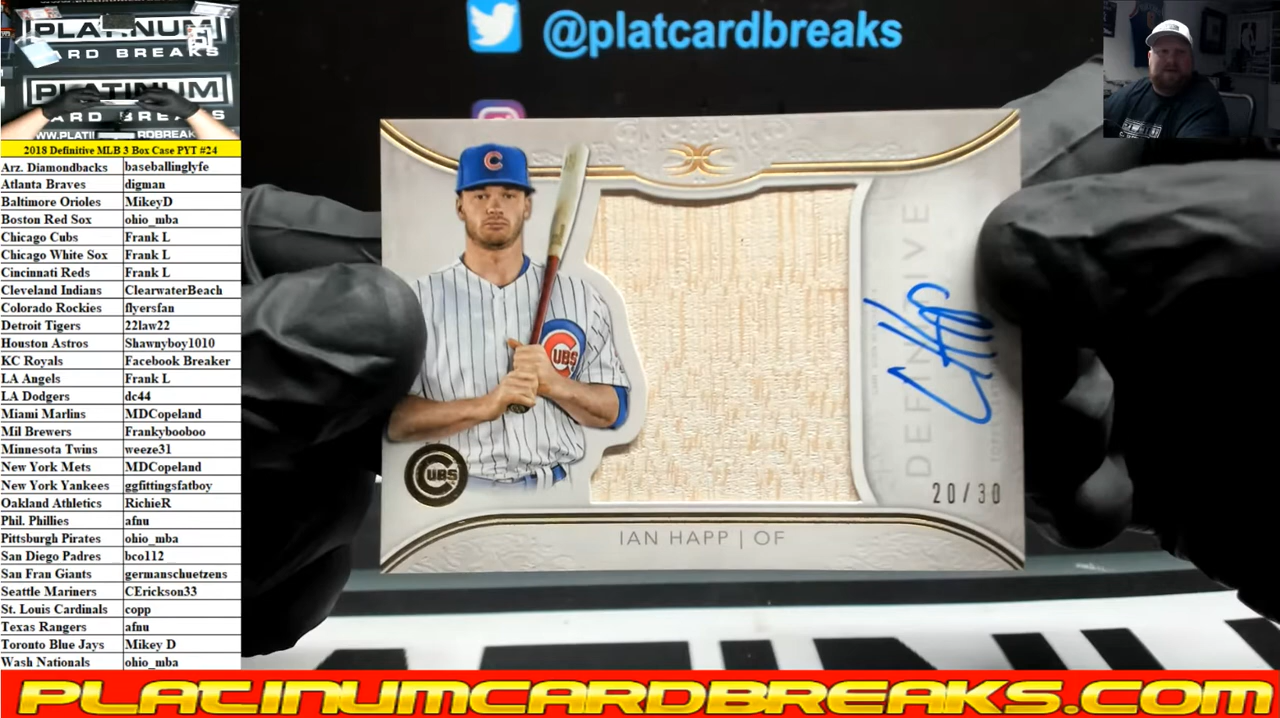 PLATINUM
CARD BREAKS
PLATINUM
CARD BREAKS
WWW.PLATINUMCARDBREAKS
@platcardbreaks
2018 Definitive MLB 3 Box Case PYT #24
Arz. Diamondbacks baseballinglyfe
Atlanta Braves digman
Baltimore Orioles MikeyD
Boston Red Sox ohio_mba
Chicago Cubs Frank L
Chicago White Sox Frank L
Cincinnati Reds Frank L
Cleveland Indians ClearwaterBeach
Colorado Rockies flyersfan
Detroit Tigers 22law22
Houston Astros Shawnyboy1010
KC Royals Facebook Breaker
LA Angels Frank L
LA Dodgers dc44
Miami Marlins MDCopeland
Mil Brewers Frankybooboo
Minnesota Twins weeze31
New York Mets MDCopeland
New York Yankees ggfittingsfatboy
Oakland Athletics RichieR
Phil. Phillies afnu
Pittsburgh Pirates ohio_mba
San Diego Padres bco112
San Fran Giants germanschuetzens
Seattle Mariners CErickson33
St. Louis Cardinals copp
Texas Rangers afnu
Toronto Blue Jays Mikey D
Wash Nationals ohio_mba
C
CUBS
CUBS
DEFINITIVE
20/30
IAN HAPP | OF
PLATINUMCARDBREAKS.COM